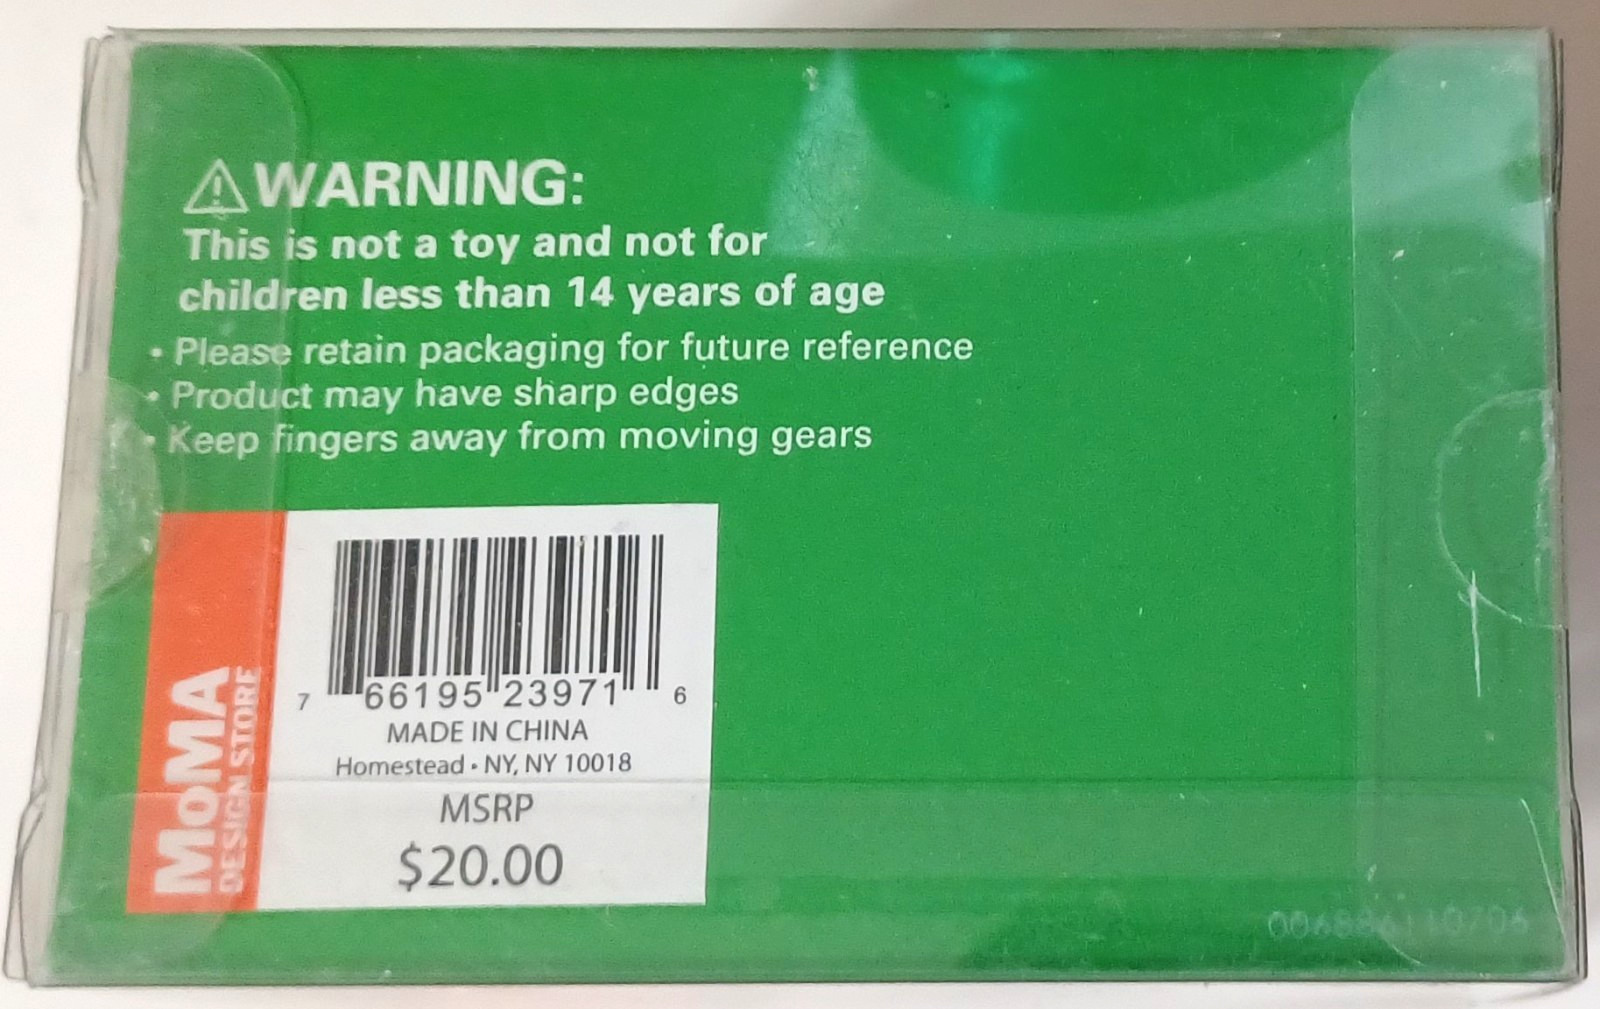 ⚠ WARNING:
This is not a toy and not for
children less than 14 years of age
• Please retain packaging for future reference
• Product may have sharp edges
• Keep fingers away from moving gears
MoMA
DESIGN STORE
7 66195 23971 6
MADE IN CHINA
Homestead • NY, NY 10018
MSRP
$20.00